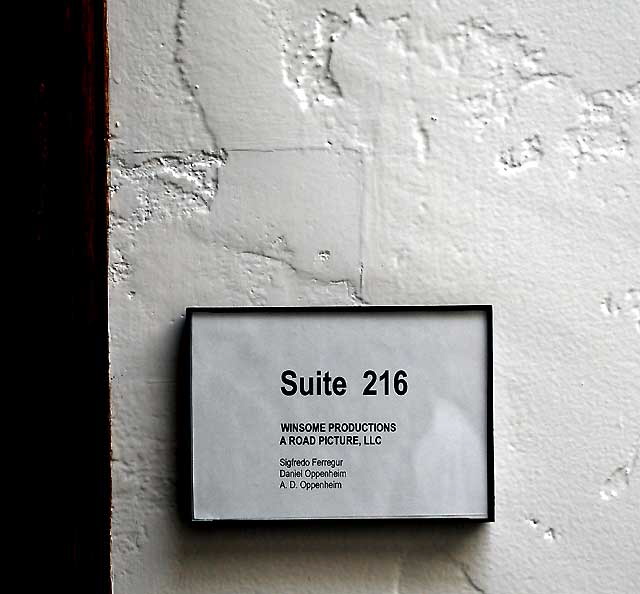 Suite 216
WINSOME PRODUCTIONS
A ROAD PICTURE, LLC
Sigfredo Ferregur
Daniel Oppenheim
A. D. Oppenheim